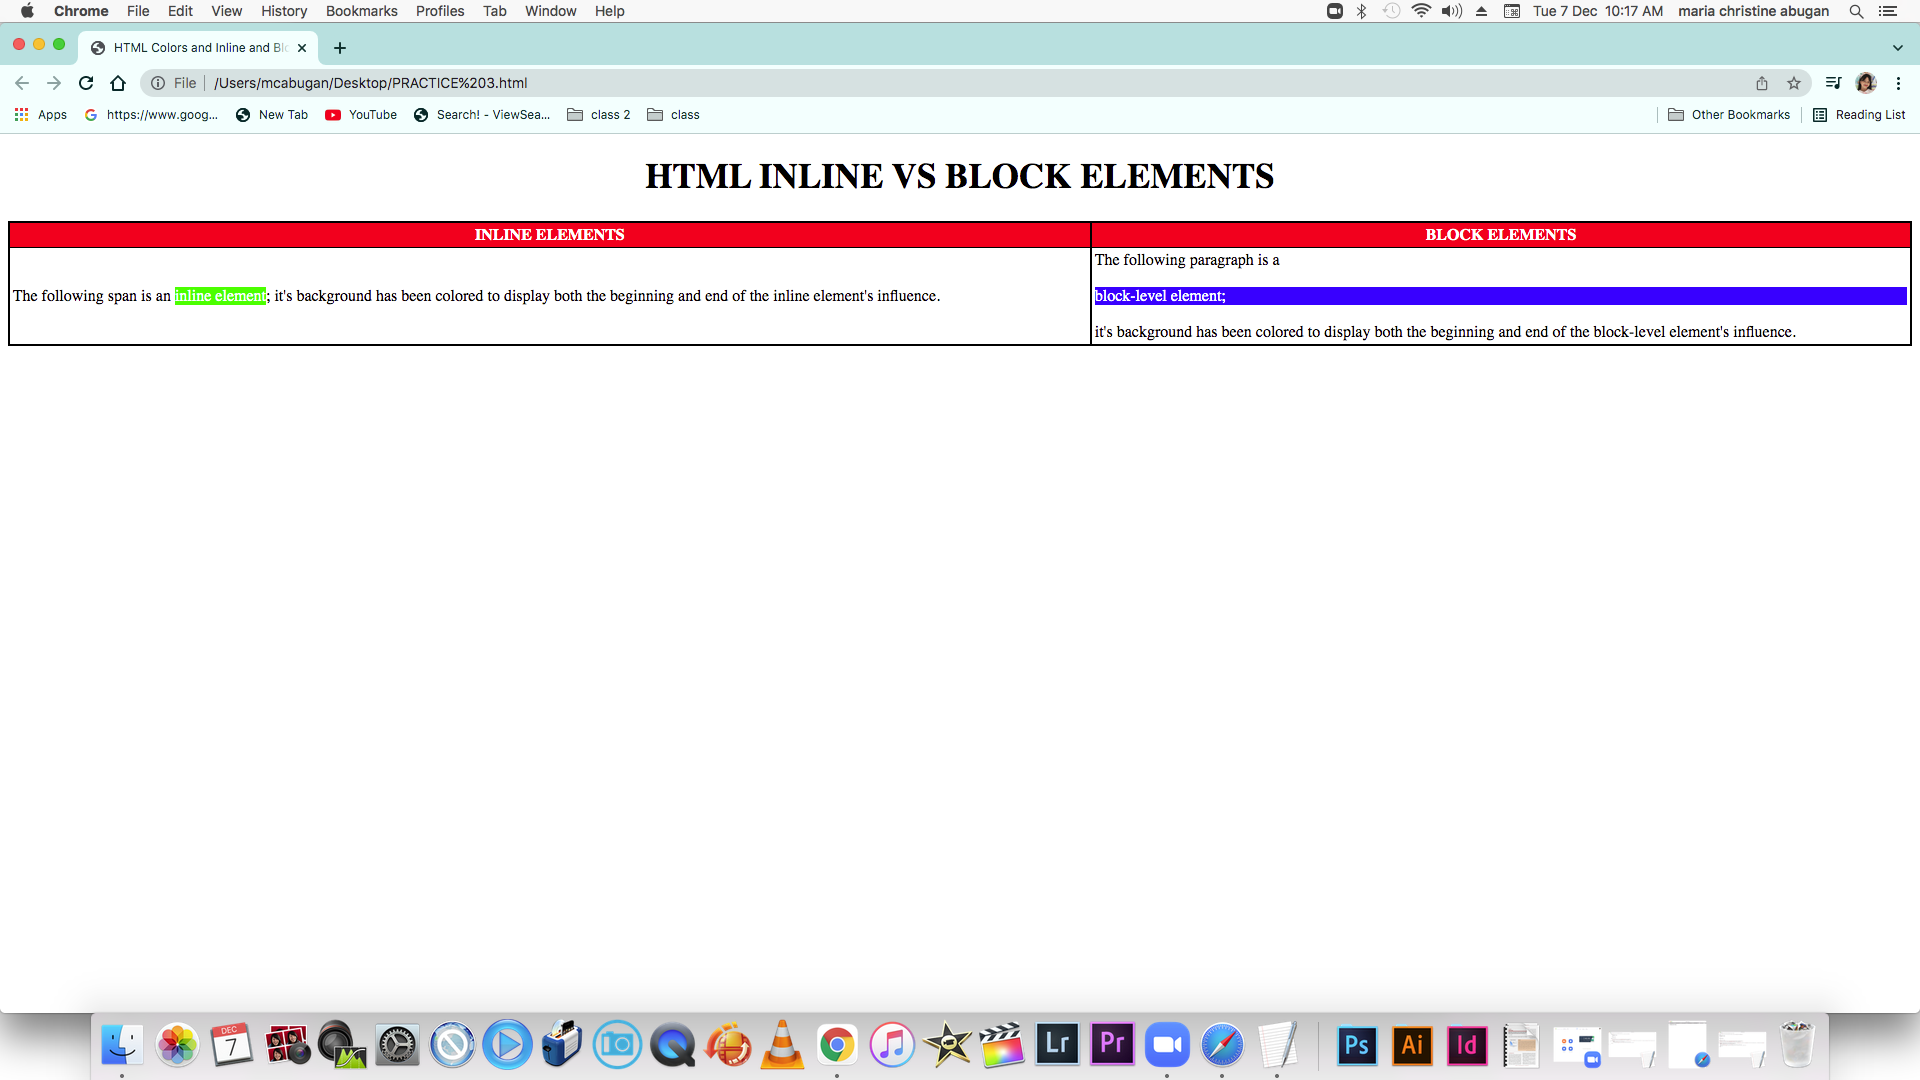 Chrome File Edit View History Bookmarks Profiles Tab Window Help Tue 7 Dec 10:17 AM maria christine abugan
HTML Colors and Inline and Blo
File /Users/mcabugan/Desktop/PRACTICE%203.html
Apps https://www.goog... New Tab YouTube Search! - ViewSea... class 2 class Other Bookmarks Reading List
HTML INLINE VS BLOCK ELEMENTS
INLINE ELEMENTS BLOCK ELEMENTS
The following paragraph is a
The following span is an inline element; it's background has been colored to display both the beginning and end of the inline element's influence. block-level element;
it's background has been colored to display both the beginning and end of the block-level element's influence.
DEC
7
Lr Pr Ps Ai Id